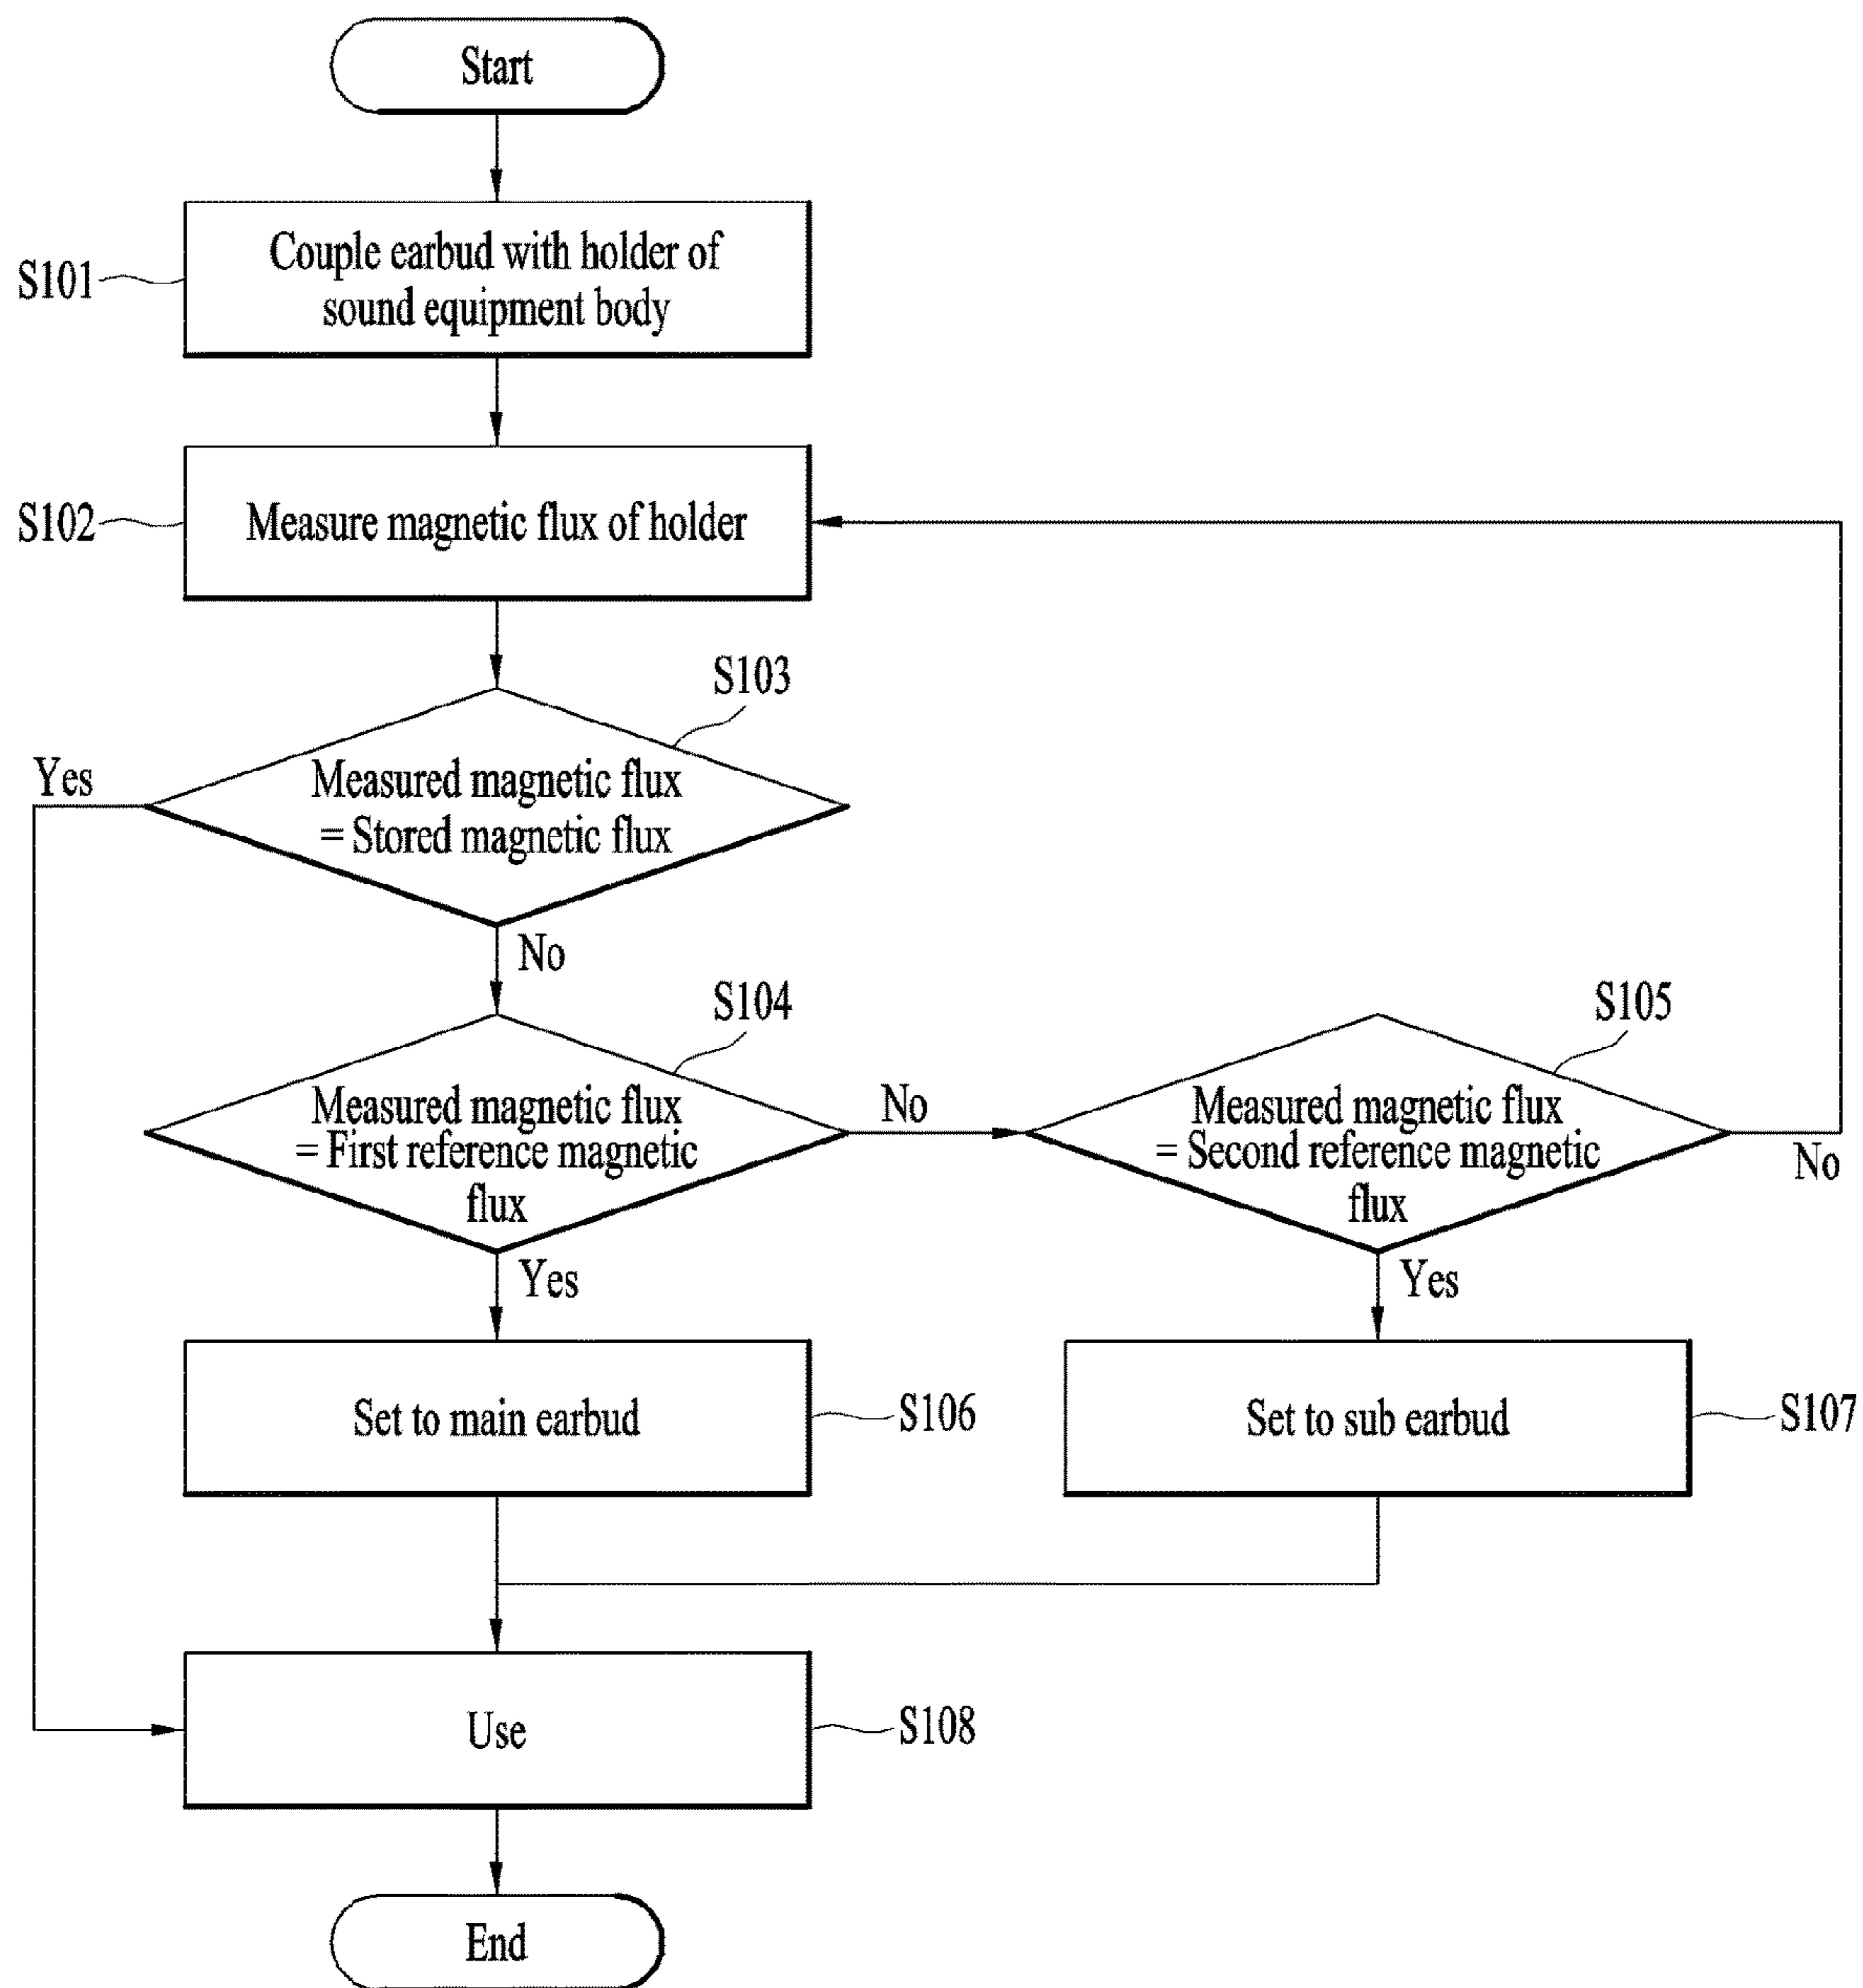 Start
S101
Couple earbud with holder of
sound equipment body
S102
Measure magnetic flux of holder
S103
Yes
Measured magnetic flux
= Stored magnetic flux
No
S104
S105
Measured magnetic flux
= First reference magnetic
flux
No
Measured magnetic flux
= Second reference magnetic
flux
No
Yes
Yes
Set to main earbud
S106
Set to sub earbud
S107
Use
S108
End